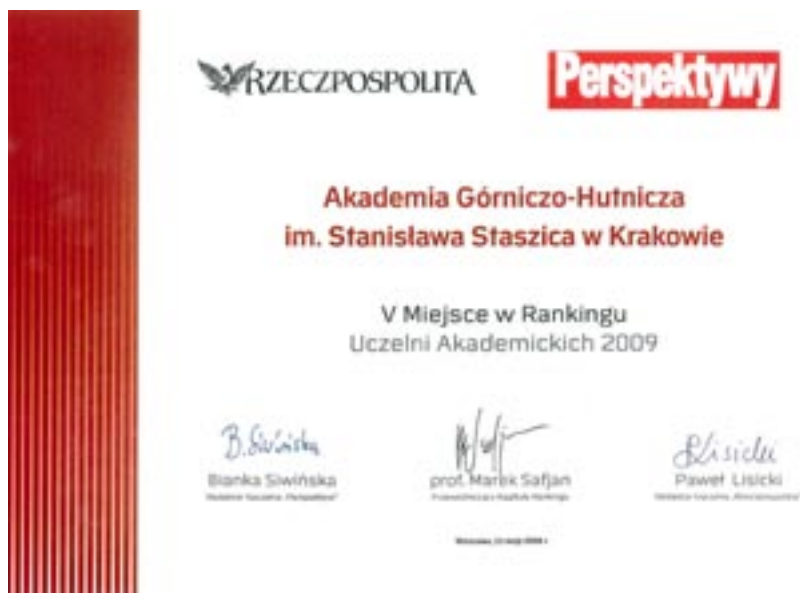 RZECZPOSPOLITA
Perspektywy
Akademia Górniczo-Hutnicza
im. Stanisława Staszica w Krakowie
V Miejsce w Rankingu
Uczelni Akademickich 2009
B. Siwińska
Bianka Siwińska
prof. Marek Safjan
Paweł Lisicki